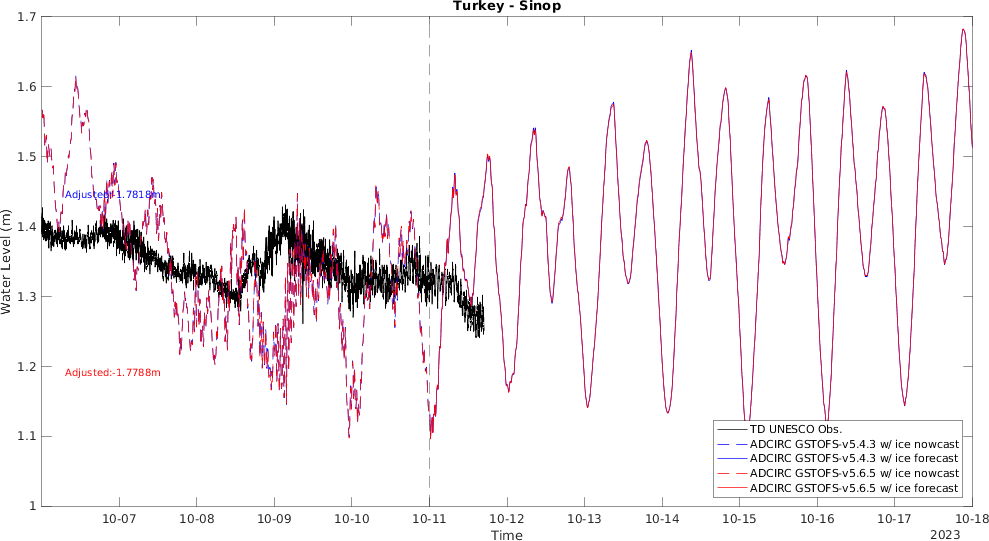 Turkey - Sinop
Water Level (m)
1.7
1.6
1.5
1.4
1.3
1.2
1.1
1
Adjusted:-1.7818m
Adjusted:-1.7788m
TD UNESCO Obs.
ADCIRC GSTOFS-v5.4.3 w/ ice nowcast
ADCIRC GSTOFS-v5.4.3 w/ ice forecast
ADCIRC GSTOFS-v5.6.5 w/ ice nowcast
ADCIRC GSTOFS-v5.6.5 w/ ice forecast
10-07 10-08 10-09 10-10 10-11 10-12 10-13 10-14 10-15 10-16 10-17 10-18
Time
2023